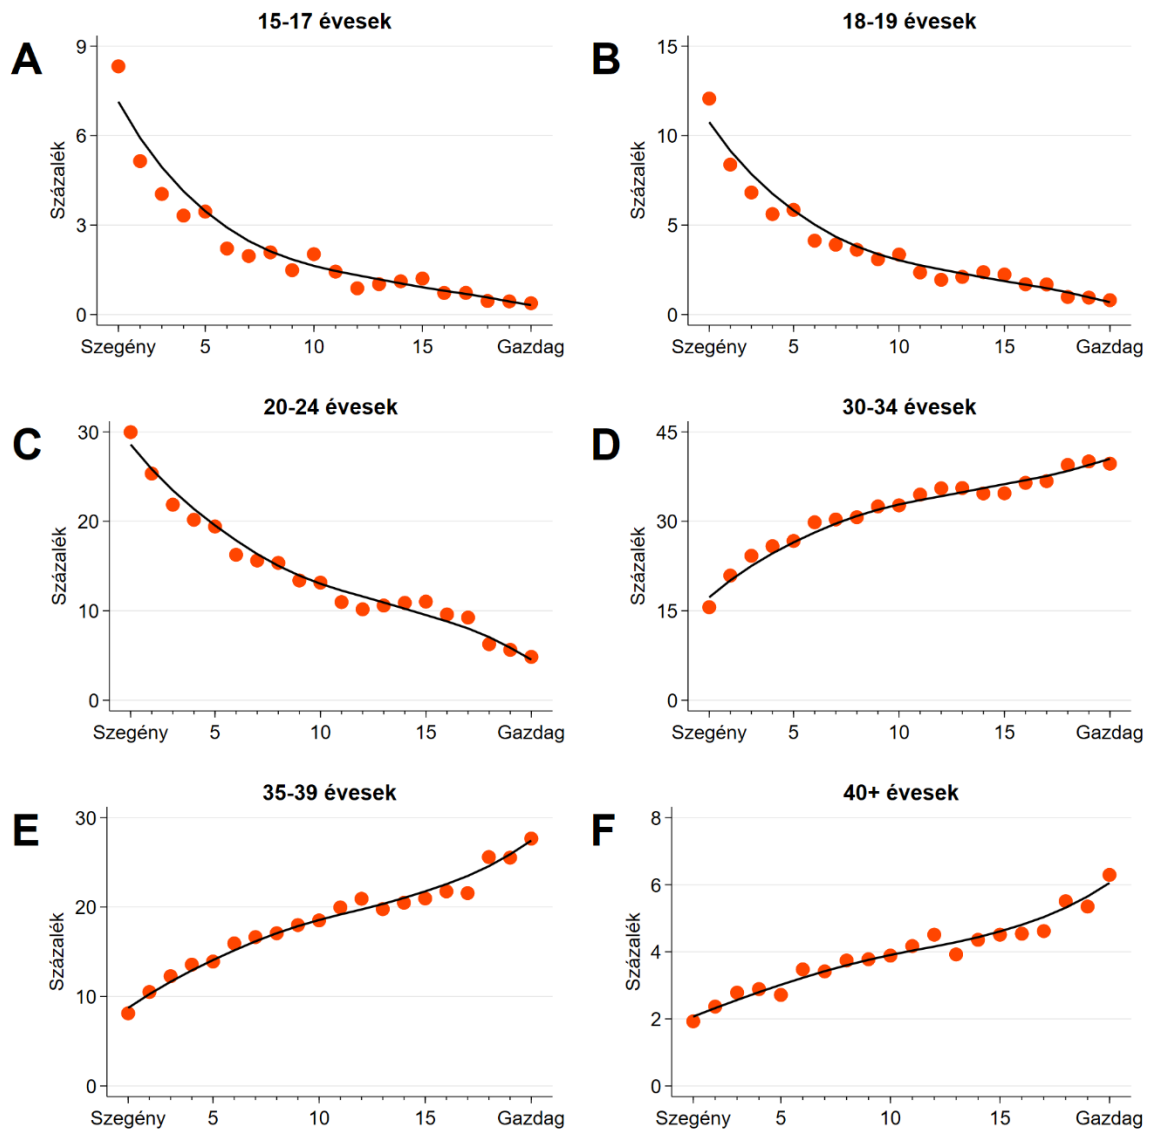 A
15-17 évesek
Százalék
9
6
3
0
Szegény 5 10 15 Gazdag
B
18-19 évesek
Százalék
15
10
5
0
Szegény 5 10 15 Gazdag
C
20-24 évesek
Százalék
30
20
10
0
Szegény 5 10 15 Gazdag
D
30-34 évesek
Százalék
45
30
15
0
Szegény 5 10 15 Gazdag
E
35-39 évesek
Százalék
30
20
10
0
Szegény 5 10 15 Gazdag
F
40+ évesek
Százalék
8
6
4
2
0
Szegény 5 10 15 Gazdag